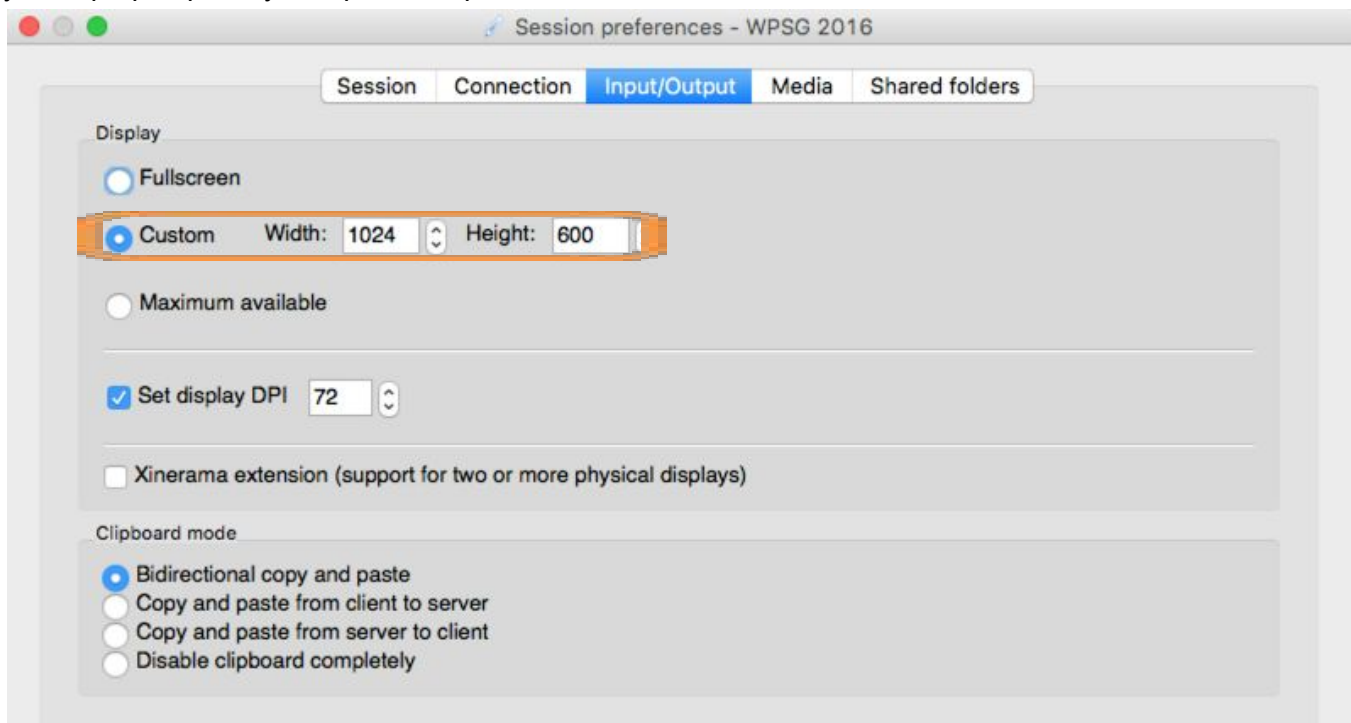 Session preferences - WPSG 2016
Session Connection Input/Output Media Shared folders
Display
Fullscreen
Custom Width: 1024 Height: 600
Maximum available
Set display DPI 72
Xinerama extension (support for two or more physical displays)
Clipboard mode
Bidirectional copy and paste
Copy and paste from client to server
Copy and paste from server to client
Disable clipboard completely